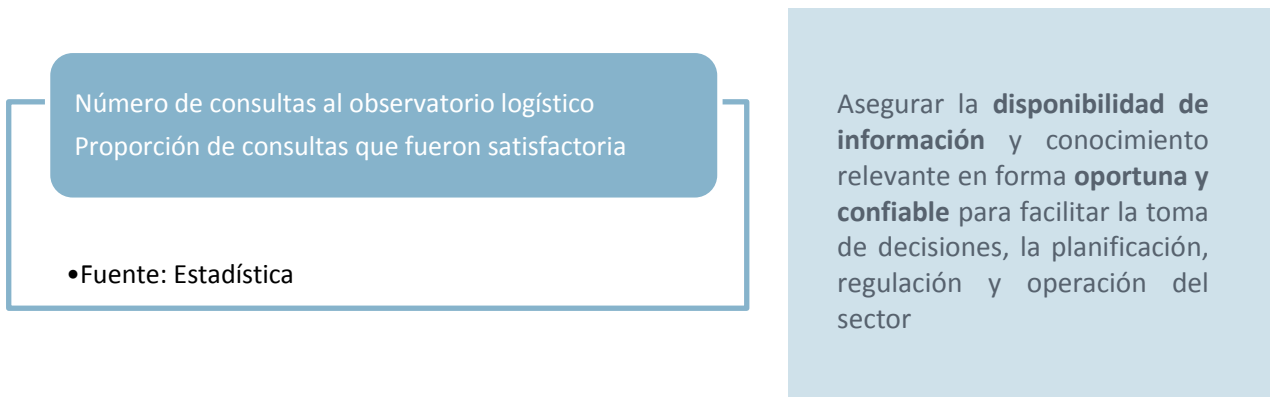 Número de consultas al observatorio logístico
Proporción de consultas que fueron satisfactoria
•Fuente: Estadística
Asegurar la disponibilidad de
información y conocimiento
relevante en forma oportuna y
confiable para facilitar la toma
de decisiones, la planificación,
regulación y operación del
sector